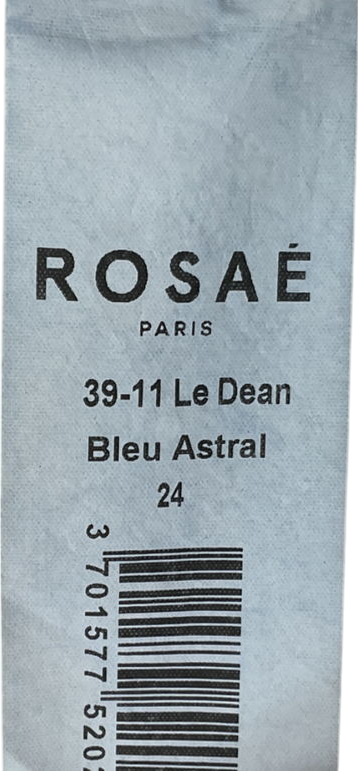 ROSAÉ
PARIS
39-11 Le Dean
Bleu Astral
24
3 701577 520